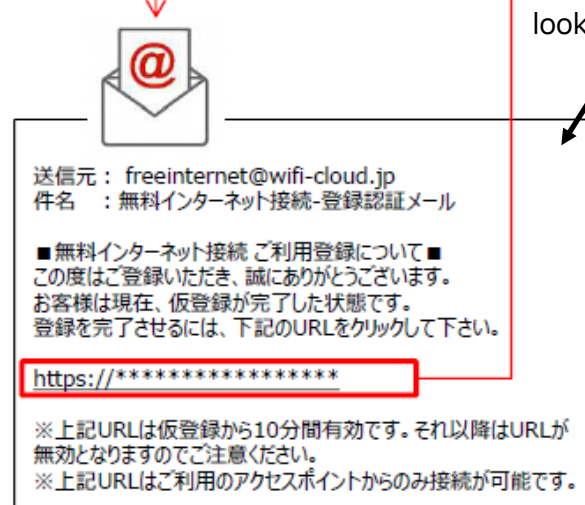 look
@
送信元： freeinternet@wifi-cloud.jp
件名 ：無料インターネット接続-登録認証メール
■無料インターネット接続 ご利用登録について■
この度はご登録いただき、誠にありがとうございます。
お客様は現在、仮登録が完了した状態です。
登録を完了させるには、下記のURLをクリックして下さい。
https://*****************
※上記URLは仮登録から10分間有効です。それ以降はURLが
無効となりますのでご注意ください。
※上記URLはご利用のアクセスポイントからのみ接続が可能です。